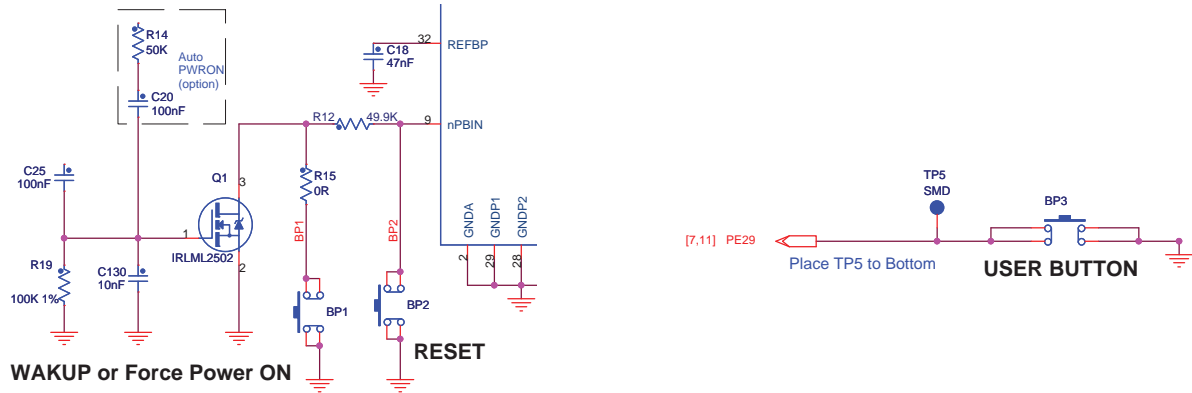 R14
50K
Auto
PWRON
(option)
C20
100nF
C18
47nF
32
REFBP
R12
49.9K
9
nPBIN
C25
100nF
Q1
3
1
2
IRLML2502
R15
0R
BP1
BP2
R19
100K 1%
C130
10nF
GNDA
GNDP1
GNDP2
2
29
28
BP1
BP2
RESET
WAKUP or Force Power ON
TP5
SMD
BP3
[7,11] PE29
Place TP5 to Bottom
USER BUTTON